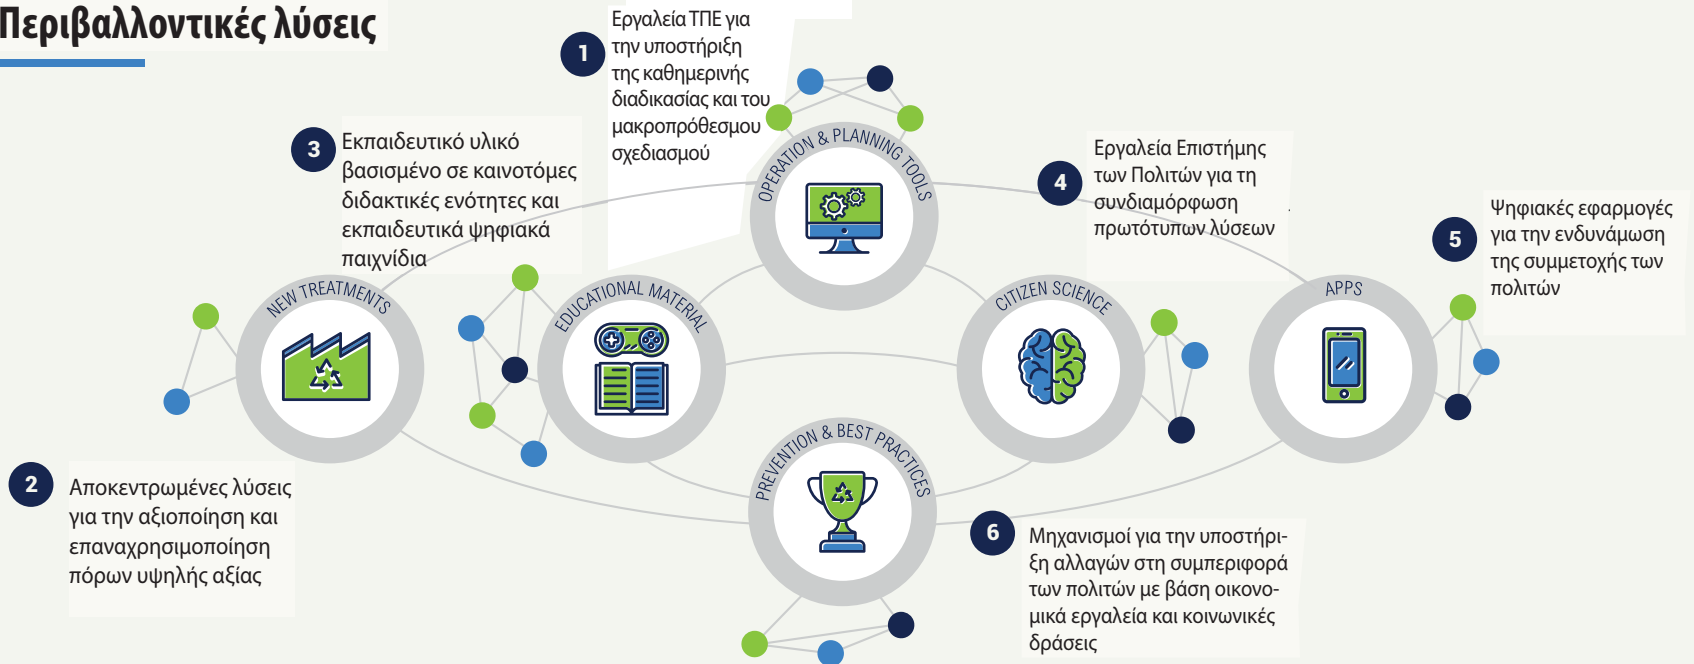 Περιβαλλοντικές λύσεις
1
Εργαλεία ΤΠΕ για
την υποστήριξη
της καθημερινής
διαδικασίας και του
μακροπρόθεσμου
σχεδιασμού
OPERATION & PLANNING TOOLS
3
Εκπαιδευτικό υλικό
βασισμένο σε καινοτόμες
διδακτικές ενότητες και
εκπαιδευτικά ψηφιακά
παιχνίδια
4
Εργαλεία Επιστήμης
των Πολιτών για τη
συνδιαμόρφωση
πρωτότυπων λύσεων
.
5
Ψηφιακές εφαρμογές
για την ενδυνάμωση
της συμμετοχής των
πολιτών
NEW TREATMENTS
EDUCATIONAL MATERIAL
CITIZEN SCIENCE
APPS
2
Αποκεντρωμένες λύσεις
για την αξιοποίηση και
επαναχρησιμοποίηση
πόρων υψηλής αξίας
PREVENTION & BEST PRACTICES
6
Μηχανισμοί για την υποστήρι-
ξη αλλαγών στη συμπεριφορά
των πολιτών με βάση οικονο-
μικά εργαλεία και κοινωνικές
δράσεις